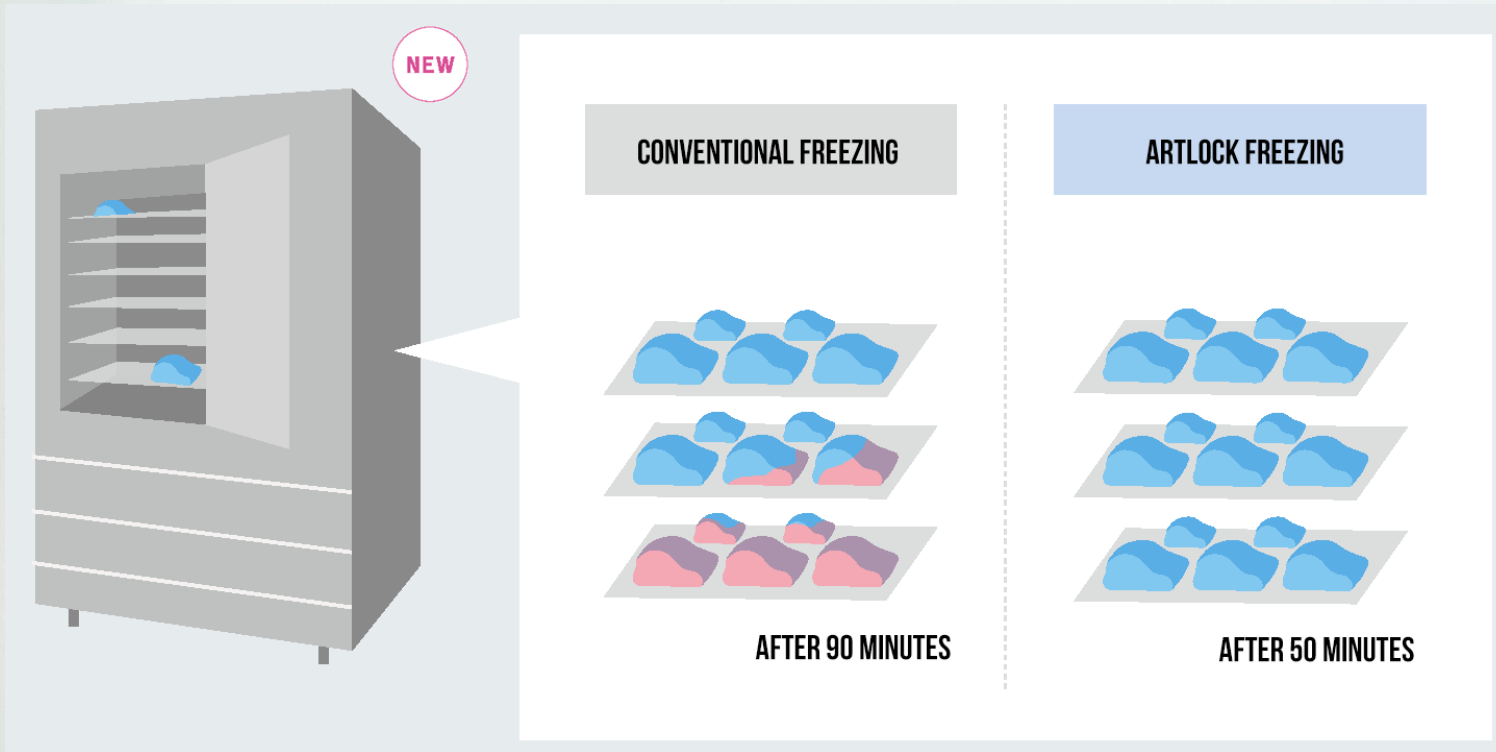 NEW
CONVENTIONAL FREEZING
ARTLOCK FREEZING
AFTER 90 MINUTES
AFTER 50 MINUTES